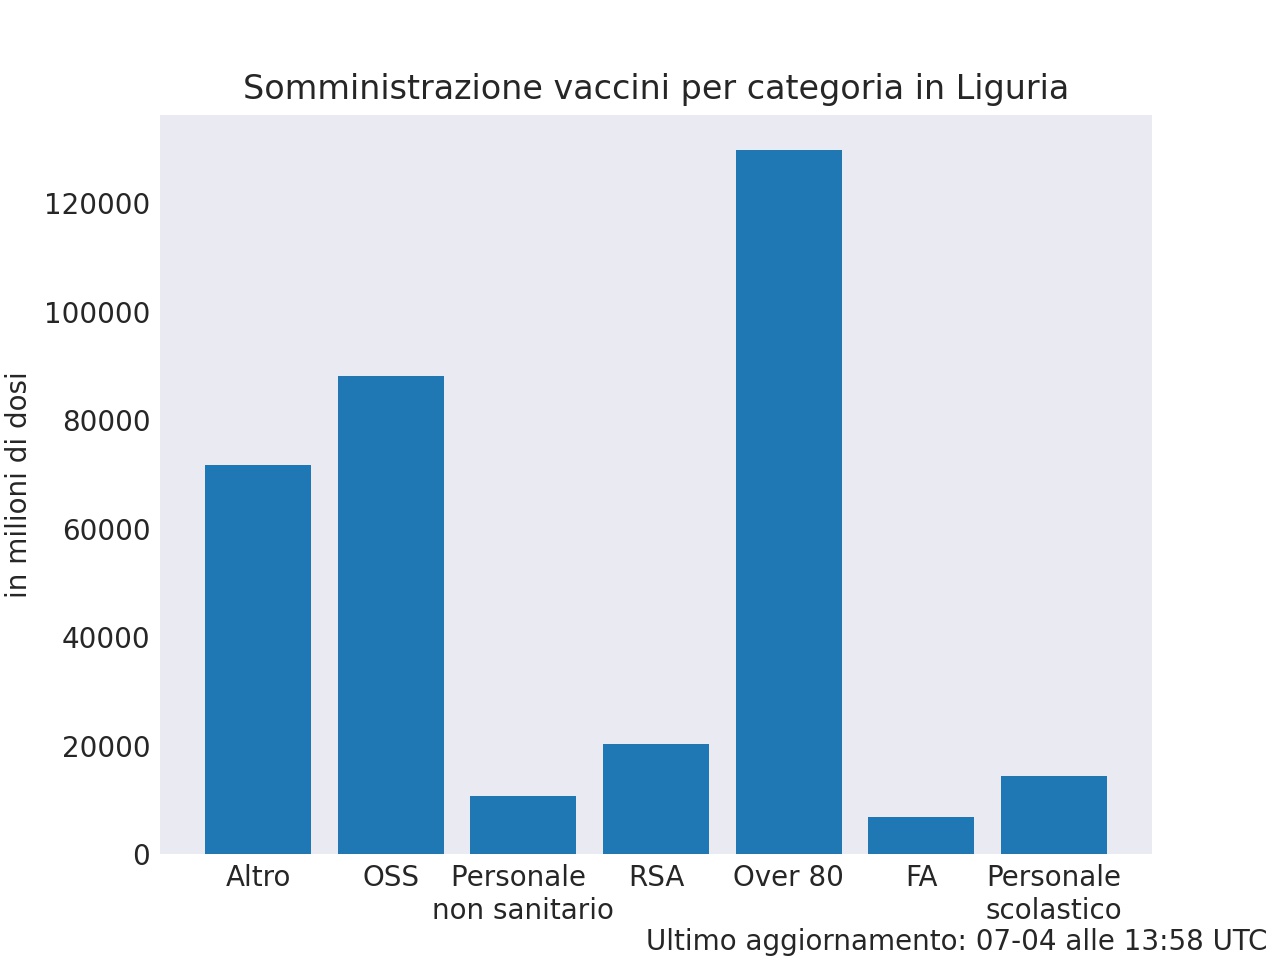 Somministrazione vaccini per categoria in Liguria
in milioni di dosi
120000
100000
80000
60000
40000
20000
0
Altro OSS Personale RSA Over 80 FA Personale
non sanitario scolastico
Ultimo aggiornamento: 07-04 alle 13:58 UTC